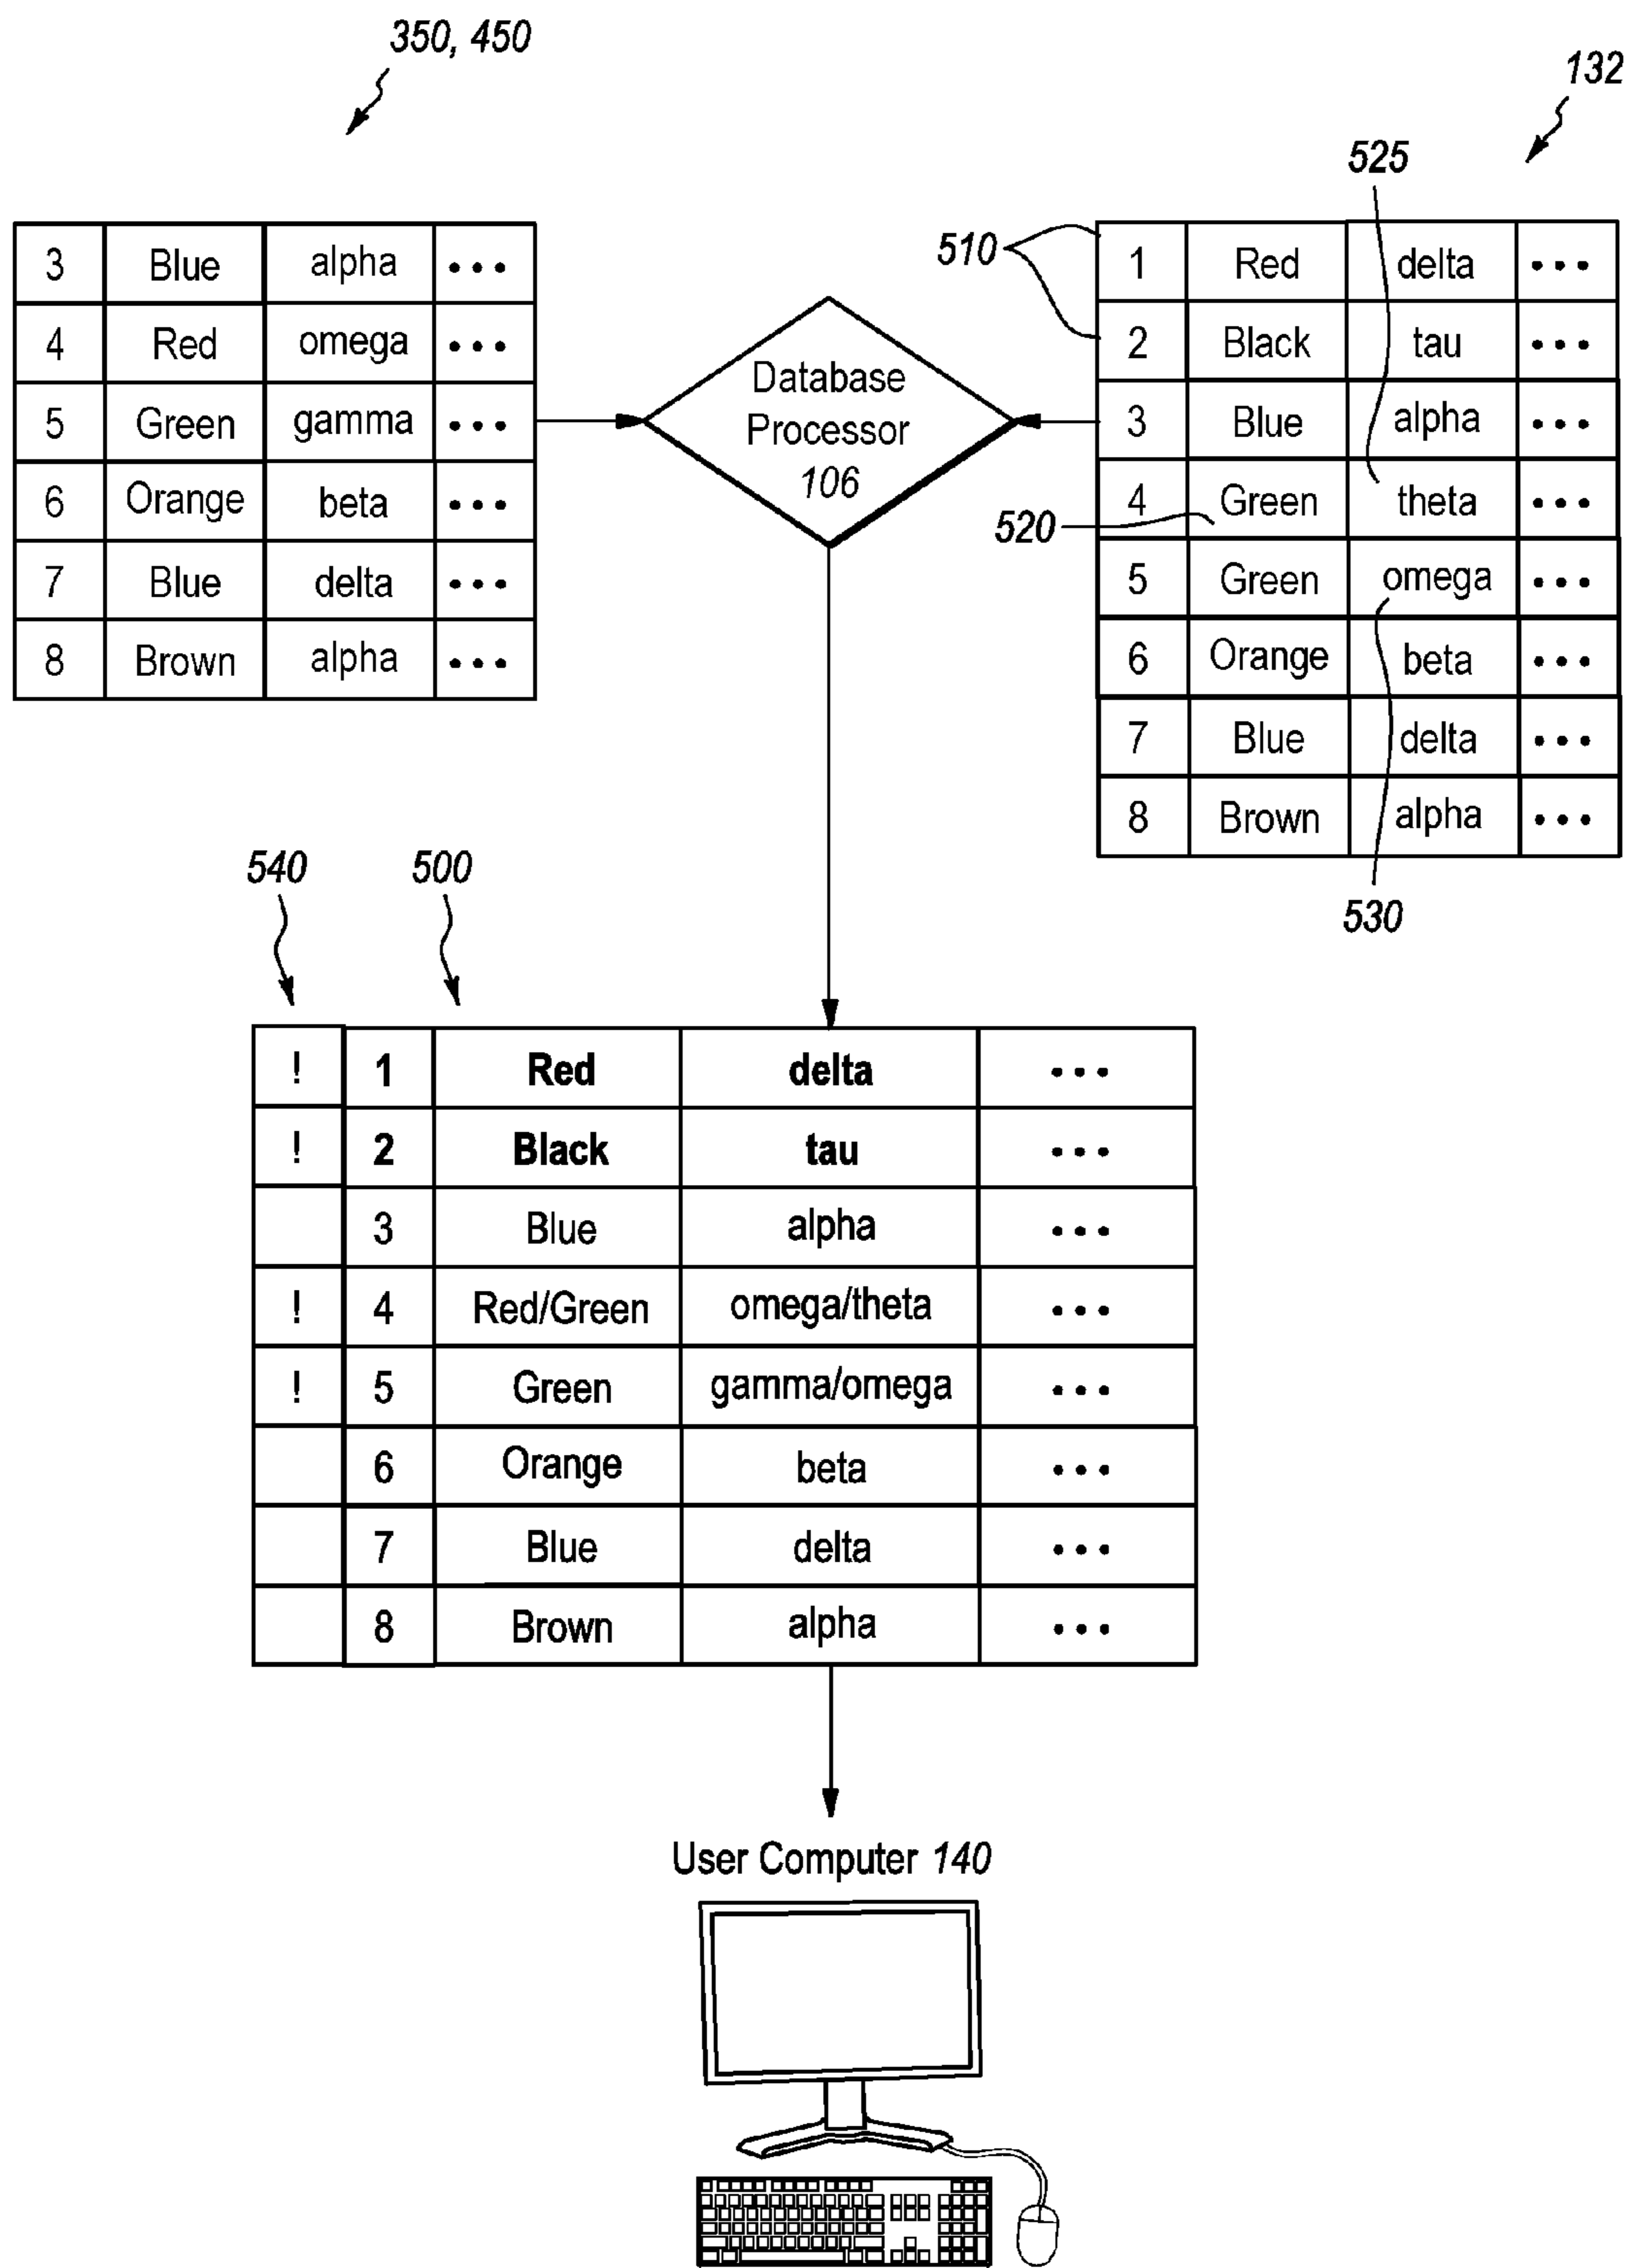 350, 450
132
525
510
520
530
3 Blue alpha •••
4 Red omega •••
5 Green gamma •••
6 Orange beta •••
7 Blue delta •••
8 Brown alpha •••
Database
Processor
106
1 Red delta •••
2 Black tau •••
3 Blue alpha •••
4 Green theta •••
5 Green omega •••
6 Orange beta •••
7 Blue delta •••
8 Brown alpha •••
540
500
! 1 Red delta •••
! 2 Black tau •••
3 Blue alpha •••
! 4 Red/Green omega/theta •••
! 5 Green gamma/omega •••
6 Orange beta •••
7 Blue delta •••
8 Brown alpha •••
User Computer 140